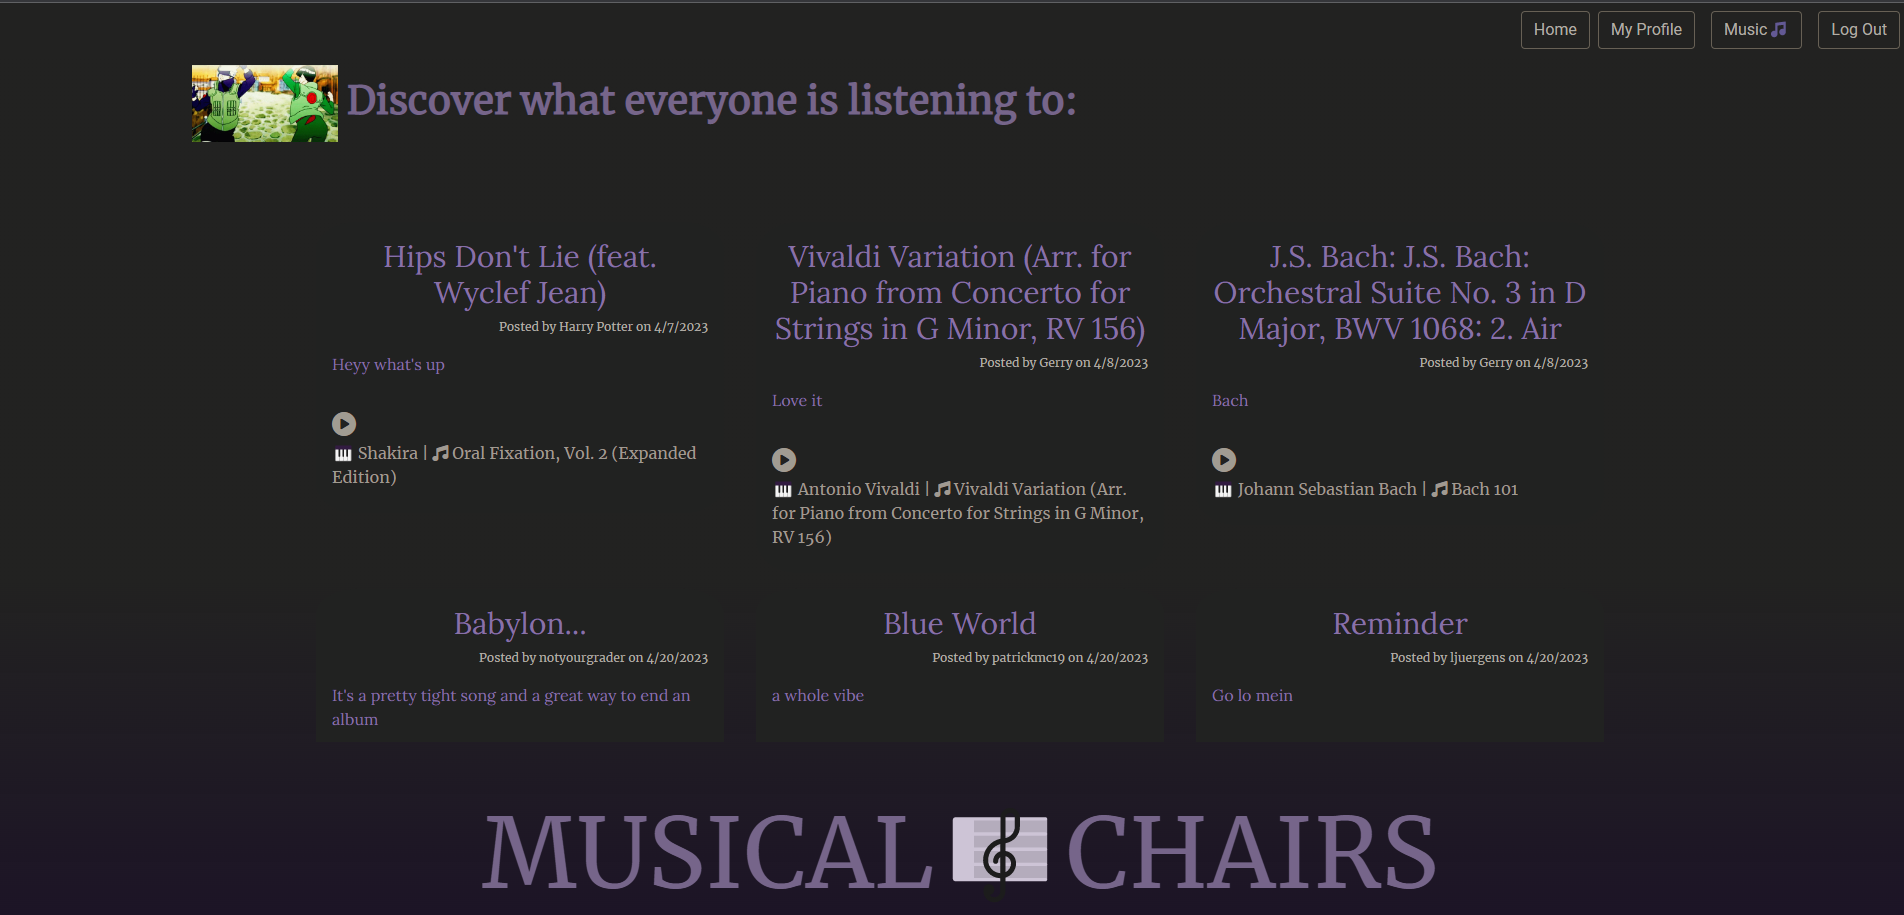 Home My Profile Music Log Out
Discover what everyone is listening to:
Hips Don't Lie (feat.
Wyclef Jean)
Posted by Harry Potter on 4/7/2023
Heyy what's up
Shakira | Oral Fixation, Vol. 2 (Expanded
Edition)
Vivaldi Variation (Arr. for
Piano from Concerto for
Strings in G Minor, RV 156)
Posted by Gerry on 4/8/2023
Love it
Antonio Vivaldi | Vivaldi Variation (Arr.
for Piano from Concerto for Strings in G Minor,
RV 156)
J.S. Bach: J.S. Bach:
Orchestral Suite No. 3 in D
Major, BWV 1068: 2. Air
Posted by Gerry on 4/8/2023
Bach
Johann Sebastian Bach | Bach 101
Babylon...
Posted by notyourgrader on 4/20/2023
It's a pretty tight song and a great way to end an
album
Blue World
Posted by patrickmc19 on 4/20/2023
a whole vibe
Reminder
Posted by ljuergens on 4/20/2023
Go lo mein
MUSICAL CHAIRS